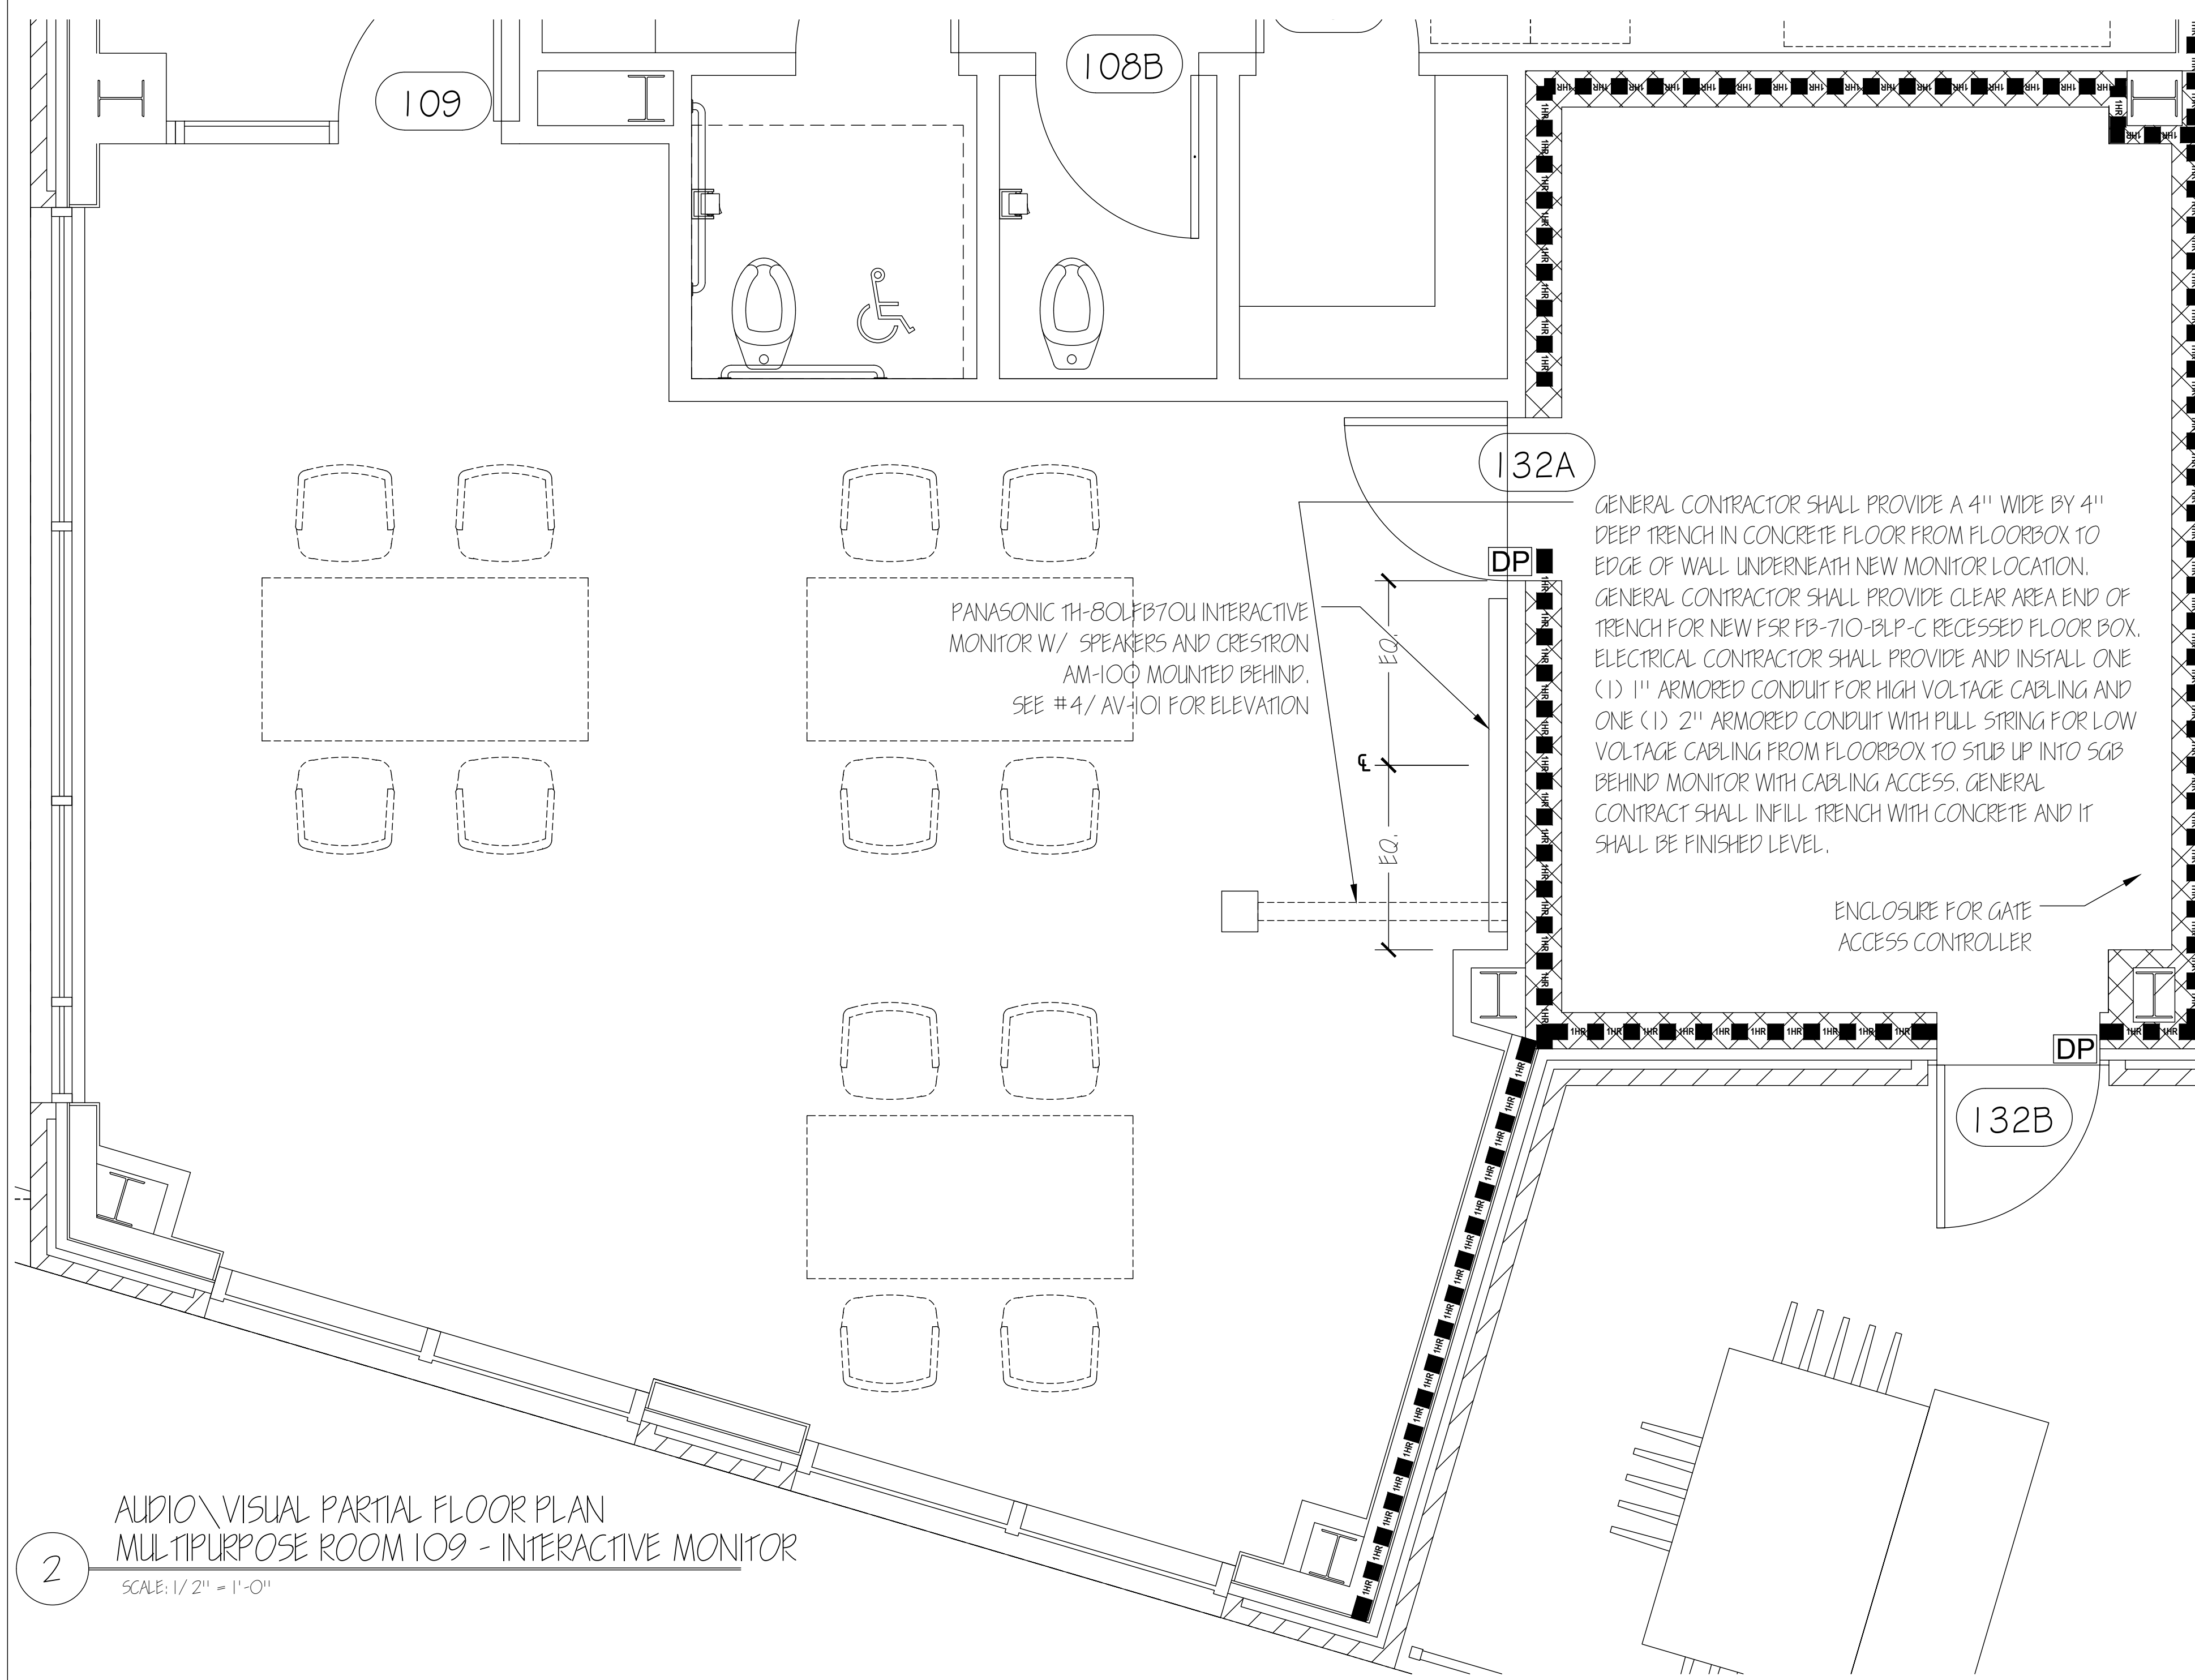 109
108B
132A
GENERAL CONTRACTOR SHALL PROVIDE A 4" WIDE BY 4"
DEEP TRENCH IN CONCRETE FLOOR FROM FLOORBOX TO
EDGE OF WALL UNDERNEATH NEW MONITOR LOCATION.
GENERAL CONTRACTOR SHALL PROVIDE CLEAR AREA END OF
TRENCH FOR NEW FSR FB-710-BLP-C RECESSED FLOOR BOX.
ELECTRICAL CONTRACTOR SHALL PROVIDE AND INSTALL ONE
(1) 1" ARMORED CONDUIT FOR HIGH VOLTAGE CABLING AND
ONE (1) 2" ARMORED CONDUIT WITH PULL STRING FOR LOW
VOLTAGE CABLING FROM FLOORBOX TO STUB UP INTO SGB
BEHIND MONITOR WITH CABLING ACCESS. GENERAL
CONTRACT SHALL INFILL TRENCH WITH CONCRETE AND IT
SHALL BE FINISHED LEVEL.
DP
PANASONIC TH-80LFB70U INTERACTIVE
MONITOR W/ SPEAKERS AND CRESTRON
AM-100 MOUNTED BEHIND.
SEE #4/ AV-101 FOR ELEVATION
EQ.
CL
EQ.
ENCLOSURE FOR GATE
ACCESS CONTROLLER
1HR
DP
132B
AUDIO\VISUAL PARTIAL FLOOR PLAN
MULTIPURPOSE ROOM 109 - INTERACTIVE MONITOR
2
SCALE: 1/2" = 1'-0"